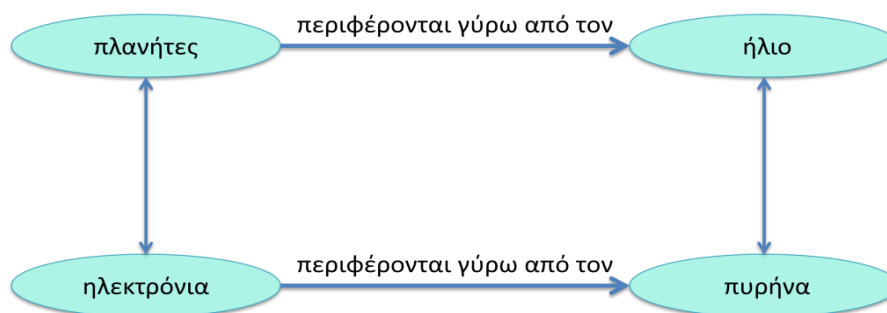 πλανήτες περιφέρονται γύρω από τον ήλιο
ηλεκτρόνια περιφέρονται γύρω από τον πυρήνα